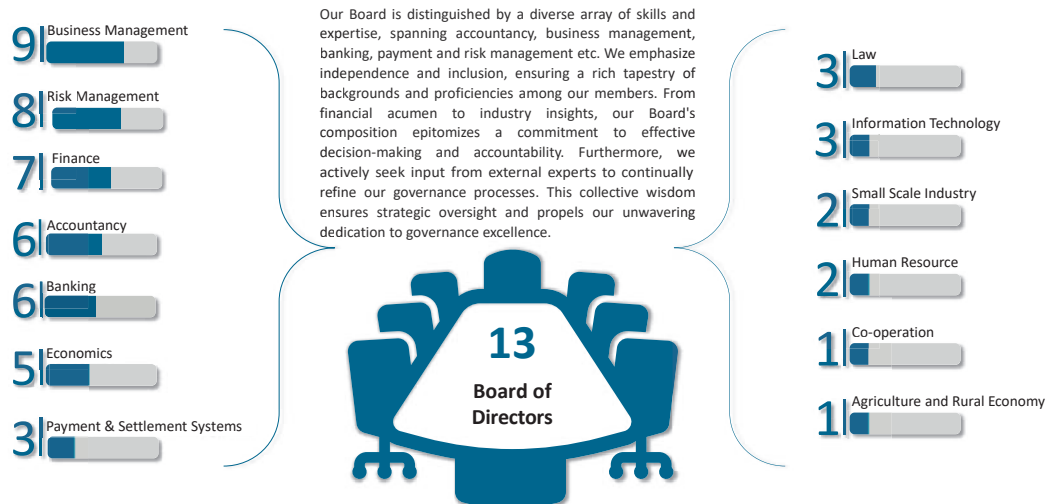 9 Business Management
8 Risk Management
7 Finance
6 Accountancy
6 Banking
5 Economics
3 Payment & Settlement Systems
Our Board is distinguished by a diverse array of skills and
expertise, spanning accountancy, business management,
banking, payment and risk management etc. We emphasize
independence and inclusion, ensuring a rich tapestry of
backgrounds and proficiencies among our members. From
financial acumen to industry insights, our Board's
composition epitomizes a commitment to effective
decision-making and accountability. Furthermore, we
actively seek input from external experts to continually
refine our governance processes. This collective wisdom
ensures strategic oversight and propels our unwavering
dedication to governance excellence.
13
Board of
Directors
3 Law
3 Information Technology
2 Small Scale Industry
2 Human Resource
1 Co-operation
1 Agriculture and Rural Economy